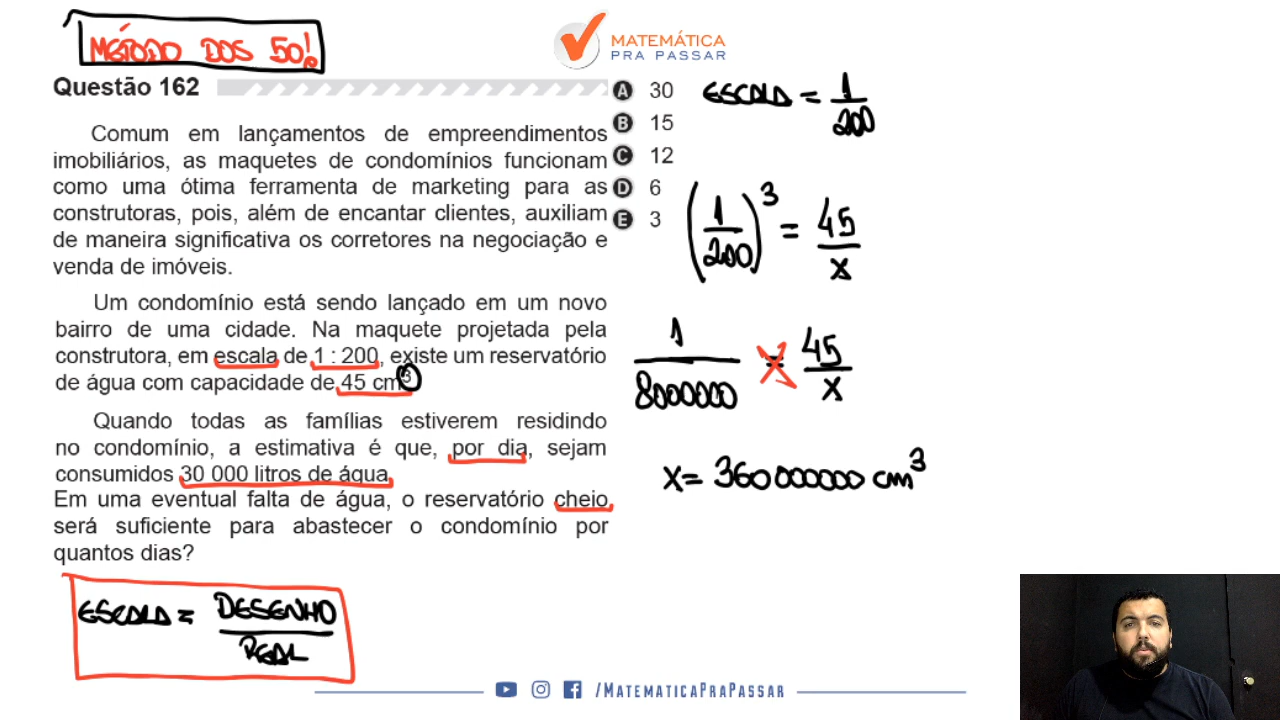 MÉTODO DOS 50!
MATEMÁTICA
PRA PASSAR
Questão 162
Comum em lançamentos de empreendimentos
imobiliários, as maquetes de condomínios funcionam
como uma ótima ferramenta de marketing para as
construtoras, pois, além de encantar clientes, auxiliam
de maneira significativa os corretores na negociação e
venda de imóveis.
Um condomínio está sendo lançado em um novo
bairro de uma cidade. Na maquete projetada pela
construtora, em escala de 1 : 200, existe um reservatório
de água com capacidade de 45 cm³
Quando todas as famílias estiverem residindo
no condomínio, a estimativa é que, por dia, sejam
consumidos 30 000 litros de água.
Em uma eventual falta de água, o reservatório cheio
será suficiente para abastecer o condomínio por
quantos dias?
ESCALA = DESENHO
REAL
A 30
B 15
C 12
D 6
E 3
ESCALA = 1/200
(1/200)³ = 45/x
1/8000000 = 45/x
x = 360000000 cm³
/MatematicaPraPassar